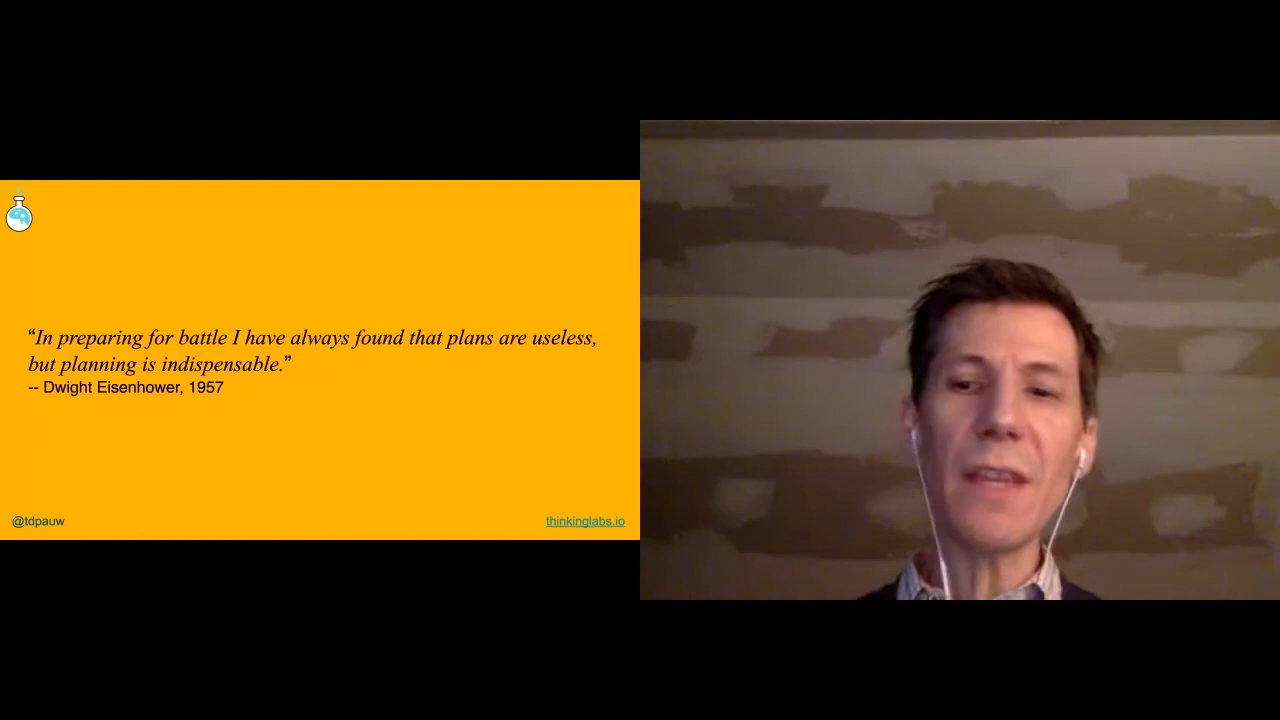 “In preparing for battle I have always found that plans are useless,
but planning is indispensable.”
-- Dwight Eisenhower, 1957
@tdpauw
thinkinglabs.io